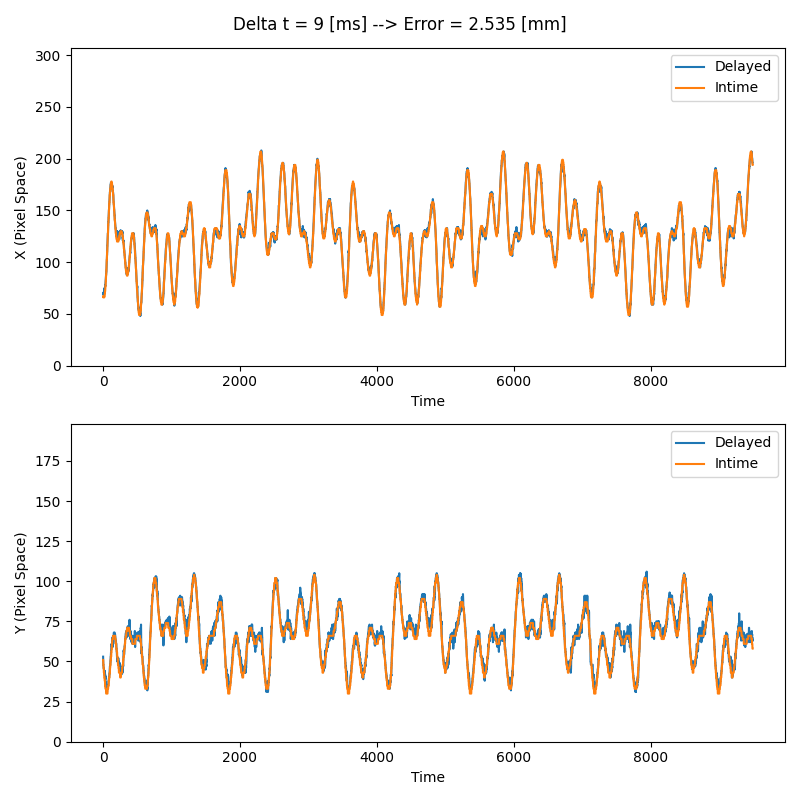 Delta t = 9 [ms] --> Error = 2.535 [mm]
300
250
200
150
100
50
0
X (Pixel Space)
Delayed
Intime
0
2000
4000
6000
8000
Time
175
150
125
100
75
50
25
0
Y (Pixel Space)
Delayed
Intime
0
2000
4000
6000
8000
Time